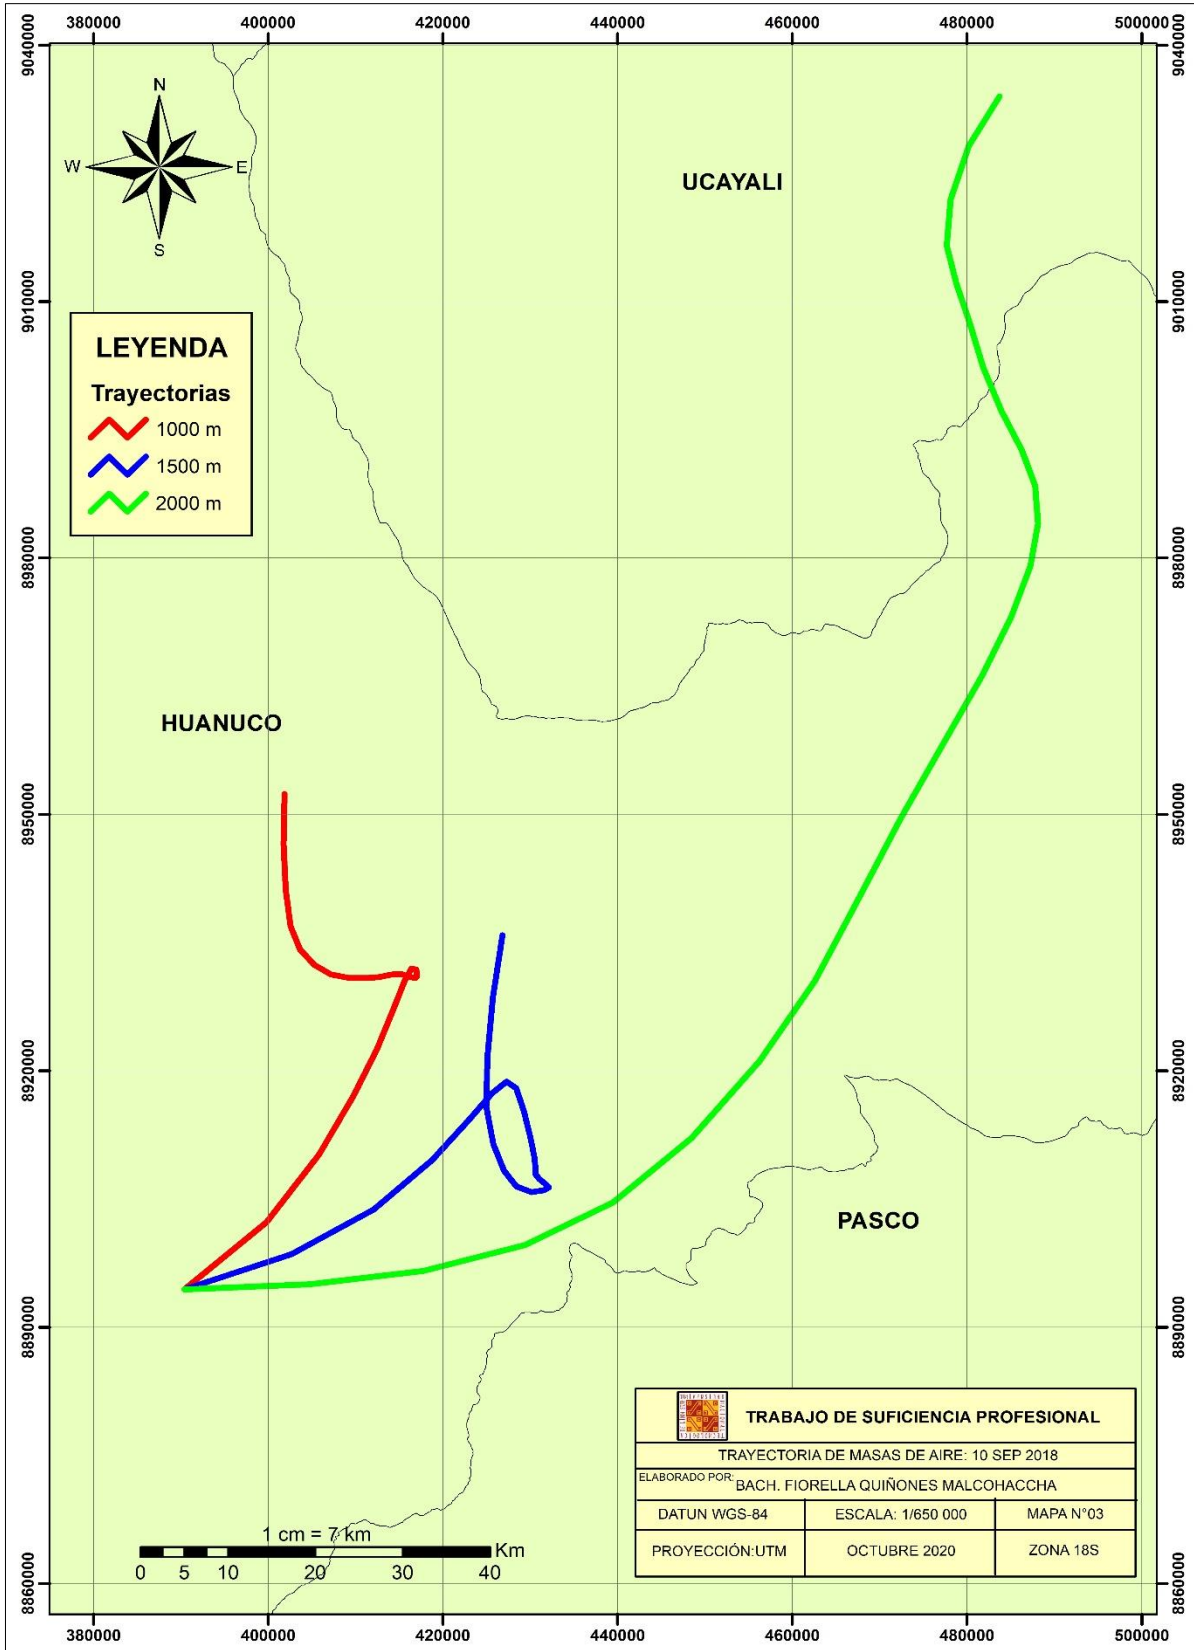 380000 400000 420000 440000 460000 480000 500000
9040000 9040000
N
W E
S
UCAYALI
9010000 9010000
LEYENDA
Trayectorias
1000 m
1500 m
2000 m
8980000 8980000
HUANUCO
8950000 8950000
8920000 8920000
PASCO
8890000 8890000
TRABAJO DE SUFICIENCIA PROFESIONAL
TRAYECTORIA DE MASAS DE AIRE: 10 SEP 2018
ELABORADO POR: BACH. FIORELLA QUIÑONES MALCOHACCHA
DATUN WGS-84 ESCALA: 1/650 000 MAPA N°03
PROYECCIÓN:UTM OCTUBRE 2020 ZONA 18S
1 cm = 7 km
Km
0 5 10 20 30 40
8860000 8860000
380000 400000 420000 440000 460000 480000 500000